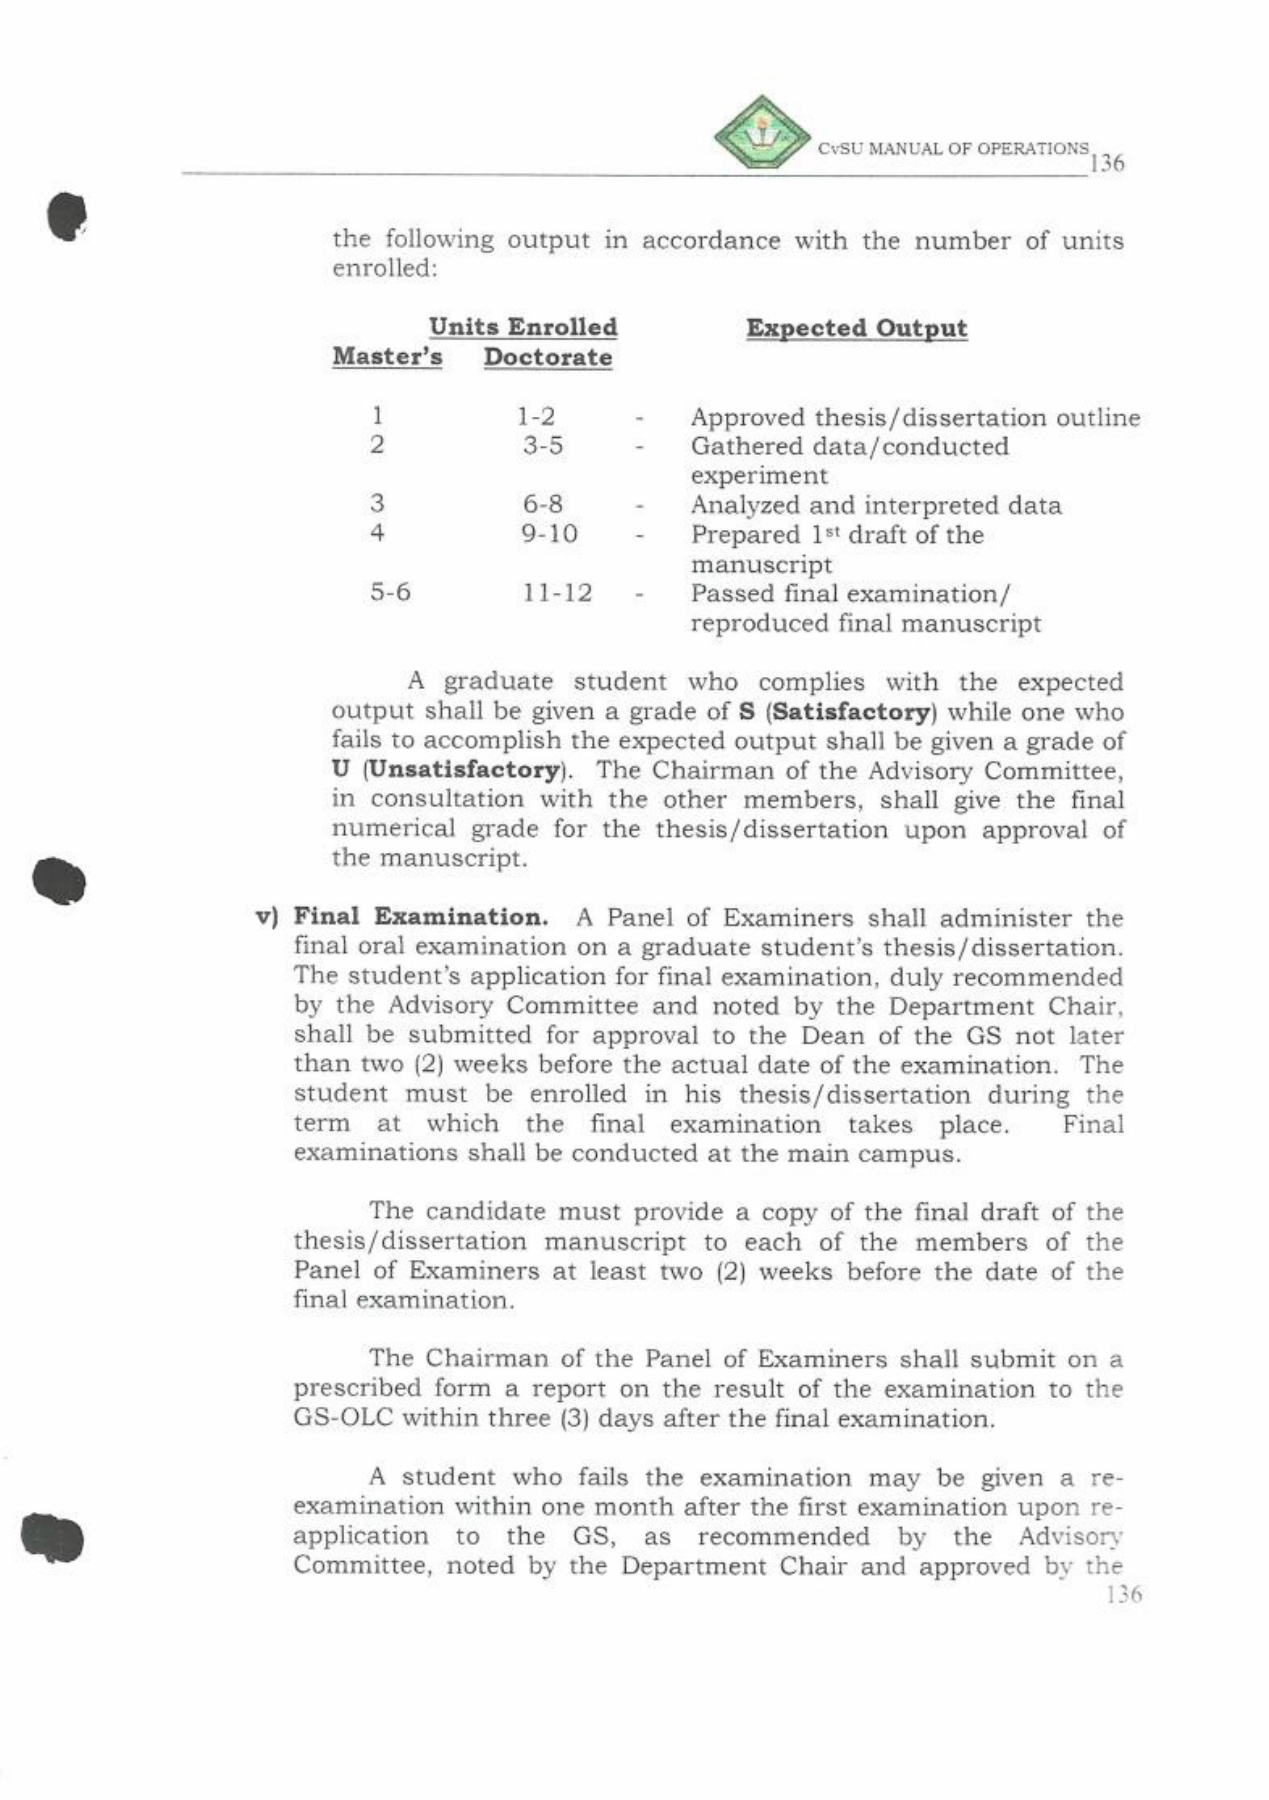 CvSU MANUAL OF OPERATIONS 136
the following output in accordance with the number of units
enrolled:
Units Enrolled Expected Output
Master's Doctorate
1 1-2 - Approved thesis/dissertation outline
2 3-5 - Gathered data/conducted
experiment
3 6-8 - Analyzed and interpreted data
4 9-10 - Prepared 1st draft of the
manuscript
5-6 11-12 - Passed final examination/
reproduced final manuscript
A graduate student who complies with the expected
output shall be given a grade of S (Satisfactory) while one who
fails to accomplish the expected output shall be given a grade of
U (Unsatisfactory). The Chairman of the Advisory Committee,
in consultation with the other members, shall give the final
numerical grade for the thesis/dissertation upon approval of
the manuscript.
v) Final Examination. A Panel of Examiners shall administer the
final oral examination on a graduate student's thesis/dissertation.
The student's application for final examination, duly recommended
by the Advisory Committee and noted by the Department Chair,
shall be submitted for approval to the Dean of the GS not later
than two (2) weeks before the actual date of the examination. The
student must be enrolled in his thesis/dissertation during the
term at which the final examination takes place. Final
examinations shall be conducted at the main campus.
The candidate must provide a copy of the final draft of the
thesis/dissertation manuscript to each of the members of the
Panel of Examiners at least two (2) weeks before the date of the
final examination.
The Chairman of the Panel of Examiners shall submit on a
prescribed form a report on the result of the examination to the
GS-OLC within three (3) days after the final examination.
A student who fails the examination may be given a re-
examination within one month after the first examination upon re-
application to the GS, as recommended by the Advisory
Committee, noted by the Department Chair and approved by the
136